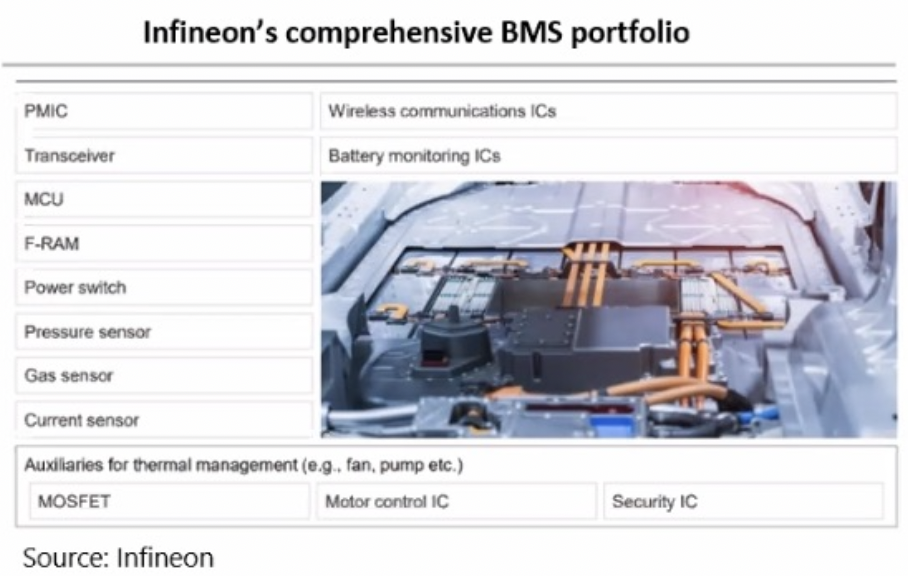 Infineon's comprehensive BMS portfolio
PMIC
Wireless communications ICs
Transceiver
Battery monitoring ICs
MCU
F-RAM
Power switch
Pressure sensor
Gas sensor
Current sensor
Auxiliaries for thermal management (e.g., fan, pump etc.)
MOSFET
Motor control IC
Security IC
Source: Infineon